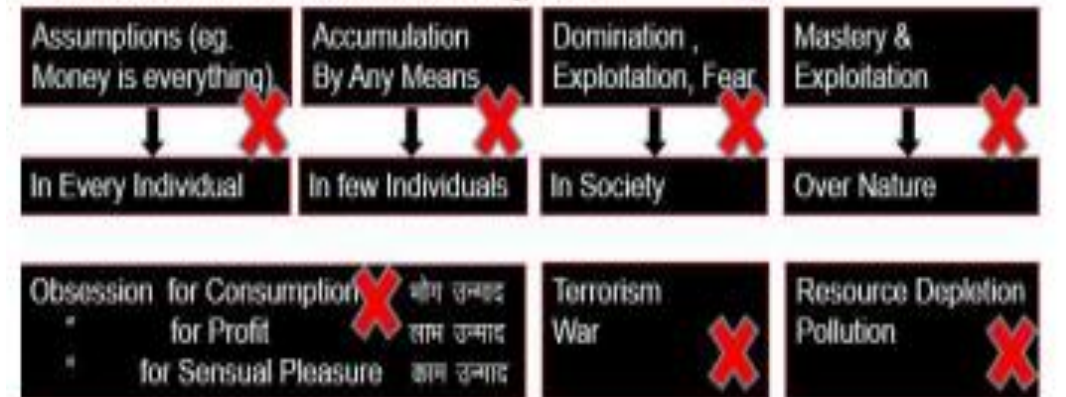 Assumptions (eg.
Money is everything)
In Every Individual
Accumulation
By Any Means
In few Individuals
Domination ,
Exploitation, Fear
In Society
Mastery &
Exploitation
Over Nature
Obsession for Consumption भोग उन्माद
" for Profit लाभ उन्माद
" for Sensual Pleasure काम उन्माद
Terrorism
War
Resource Depletion
Pollution